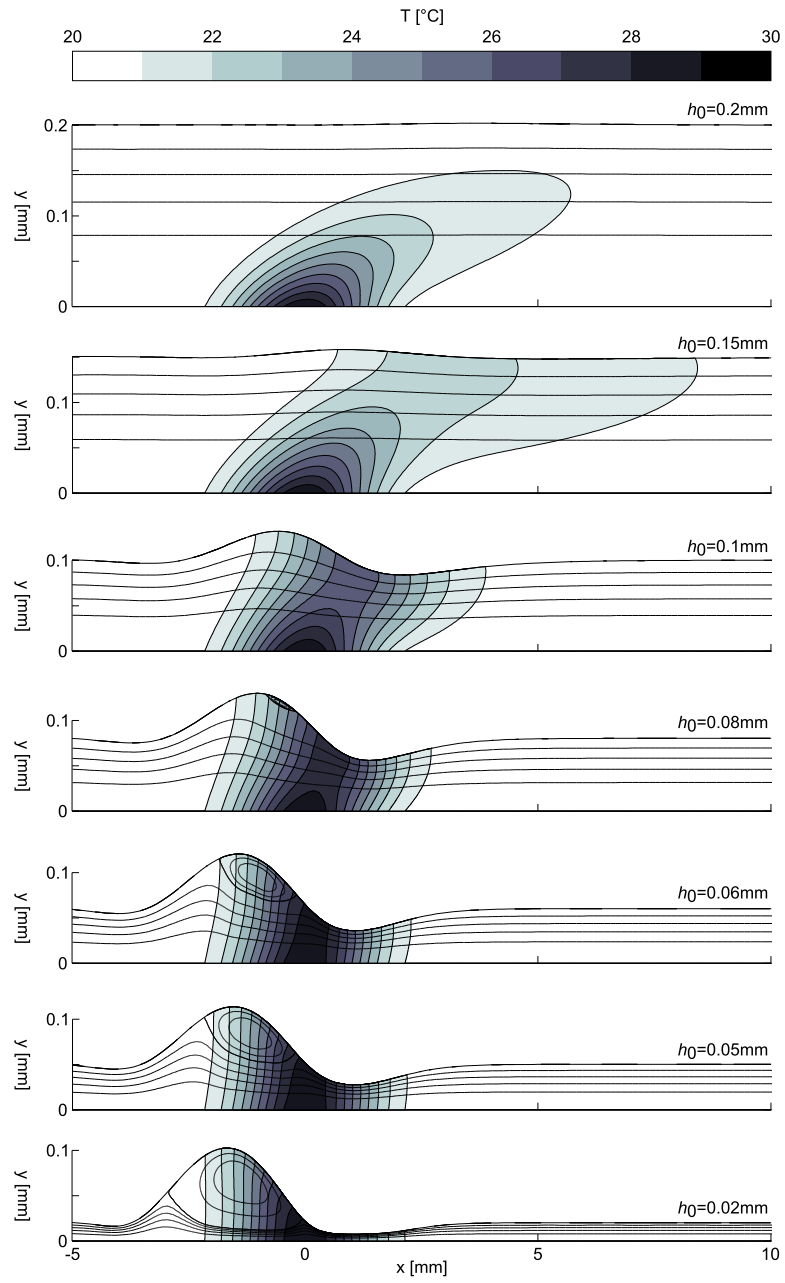 T [°C]
20 22 24 26 28 30
h0=0.2mm
0.2
0.1
0
y [mm]
h0=0.15mm
0.1
0
y [mm]
h0=0.1mm
0.1
0
y [mm]
h0=0.08mm
0.1
0
y [mm]
h0=0.06mm
0.1
0
y [mm]
h0=0.05mm
0.1
0
y [mm]
h0=0.02mm
0.1
0
y [mm]
-5 0 5 10
x [mm]